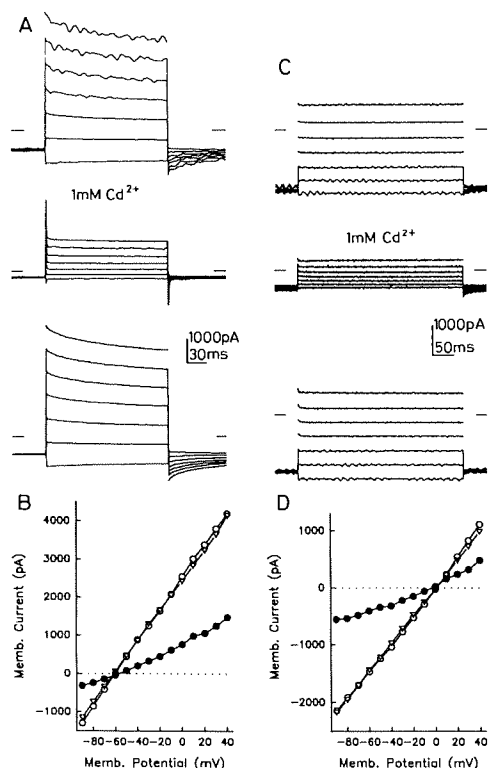 A
C
1mM Cd²⁺
1mM Cd²⁺
1000pA
30ms
1000pA
50ms
B
D
4000
3000
2000
1000
0
-1000
Memb. Current (pA)
-80 -60 -40 -20 0 20 40
Memb. Potential (mV)
1000
0
-1000
-2000
Memb. Current (pA)
-80 -60 -40 -20 0 20 40
Memb. Potential (mV)